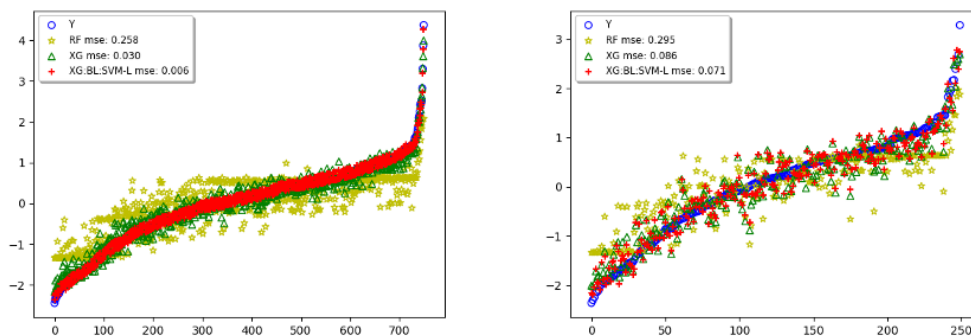 Y
RF mse: 0.258
XG mse: 0.030
XG:BL:SVM-L mse: 0.006
4
3
2
1
0
−1
−2
0 100 200 300 400 500 600 700
Y
RF mse: 0.295
XG mse: 0.086
XG:BL:SVM-L mse: 0.071
3
2
1
0
−1
−2
0 50 100 150 200 250